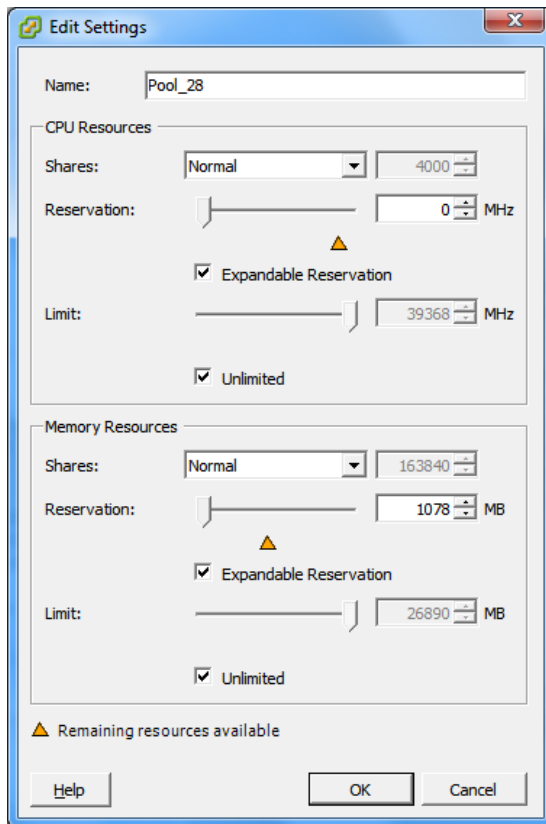 Edit Settings
Name: Pool_28
CPU Resources
Shares: Normal 4000
Reservation: 0 MHz
Expandable Reservation
Limit: 39368 MHz
Unlimited
Memory Resources
Shares: Normal 163840
Reservation: 1078 MB
Expandable Reservation
Limit: 26890 MB
Unlimited
Remaining resources available
Help OK Cancel